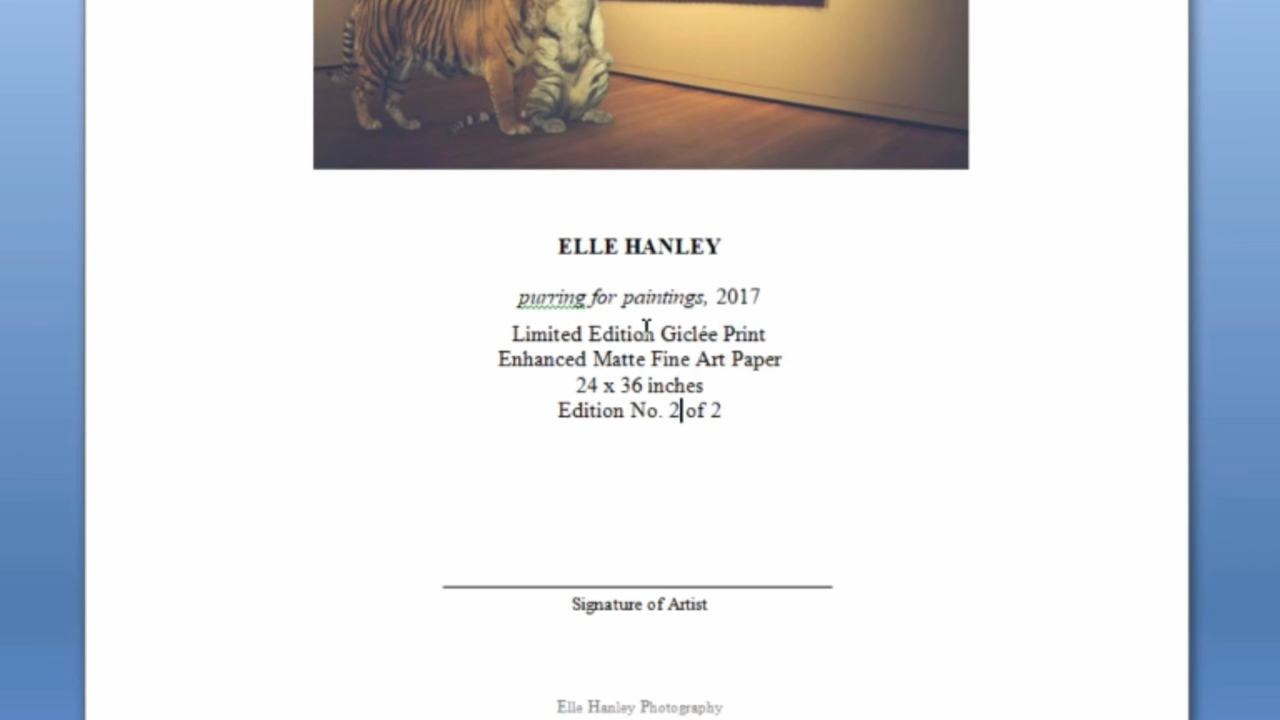 ELLE HANLEY
purring for paintings, 2017
Limited Edition Giclée Print
Enhanced Matte Fine Art Paper
24 x 36 inches
Edition No. 2 of 2
Signature of Artist
Elle Hanley Photography